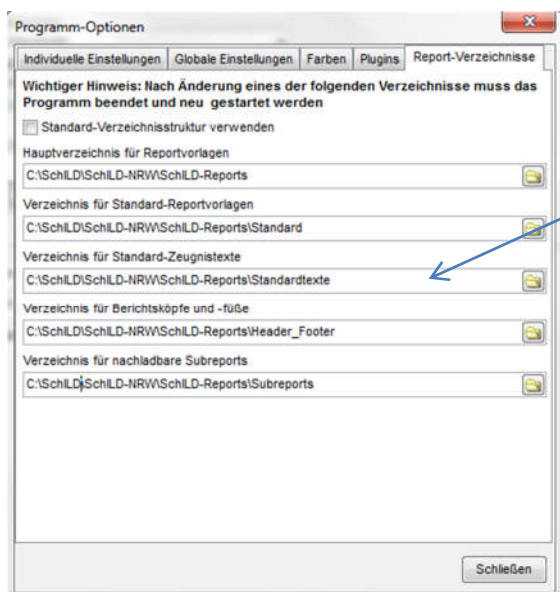 Programm-Optionen
Individuelle Einstellungen Globale Einstellungen Farben Plugins Report-Verzeichnisse
Wichtiger Hinweis: Nach Änderung eines der folgenden Verzeichnisse muss das
Programm beendet und neu gestartet werden
Standard-Verzeichnisstruktur verwenden
Hauptverzeichnis für Reportvorlagen
C:\SchILD\SchILD-NRW\SchILD-Reports
Verzeichnis für Standard-Reportvorlagen
C:\SchILD\SchILD-NRW\SchILD-Reports\Standard
Verzeichnis für Standard-Zeugnistexte
C:\SchILD\SchILD-NRW\SchILD-Reports\Standardtexte
Verzeichnis für Berichtsköpfe und -füße
C:\SchILD\SchILD-NRW\SchILD-Reports\Header_Footer
Verzeichnis für nachladbare Subreports
C:\SchILD\SchILD-NRW\SchILD-Reports\Subreports
Schließen